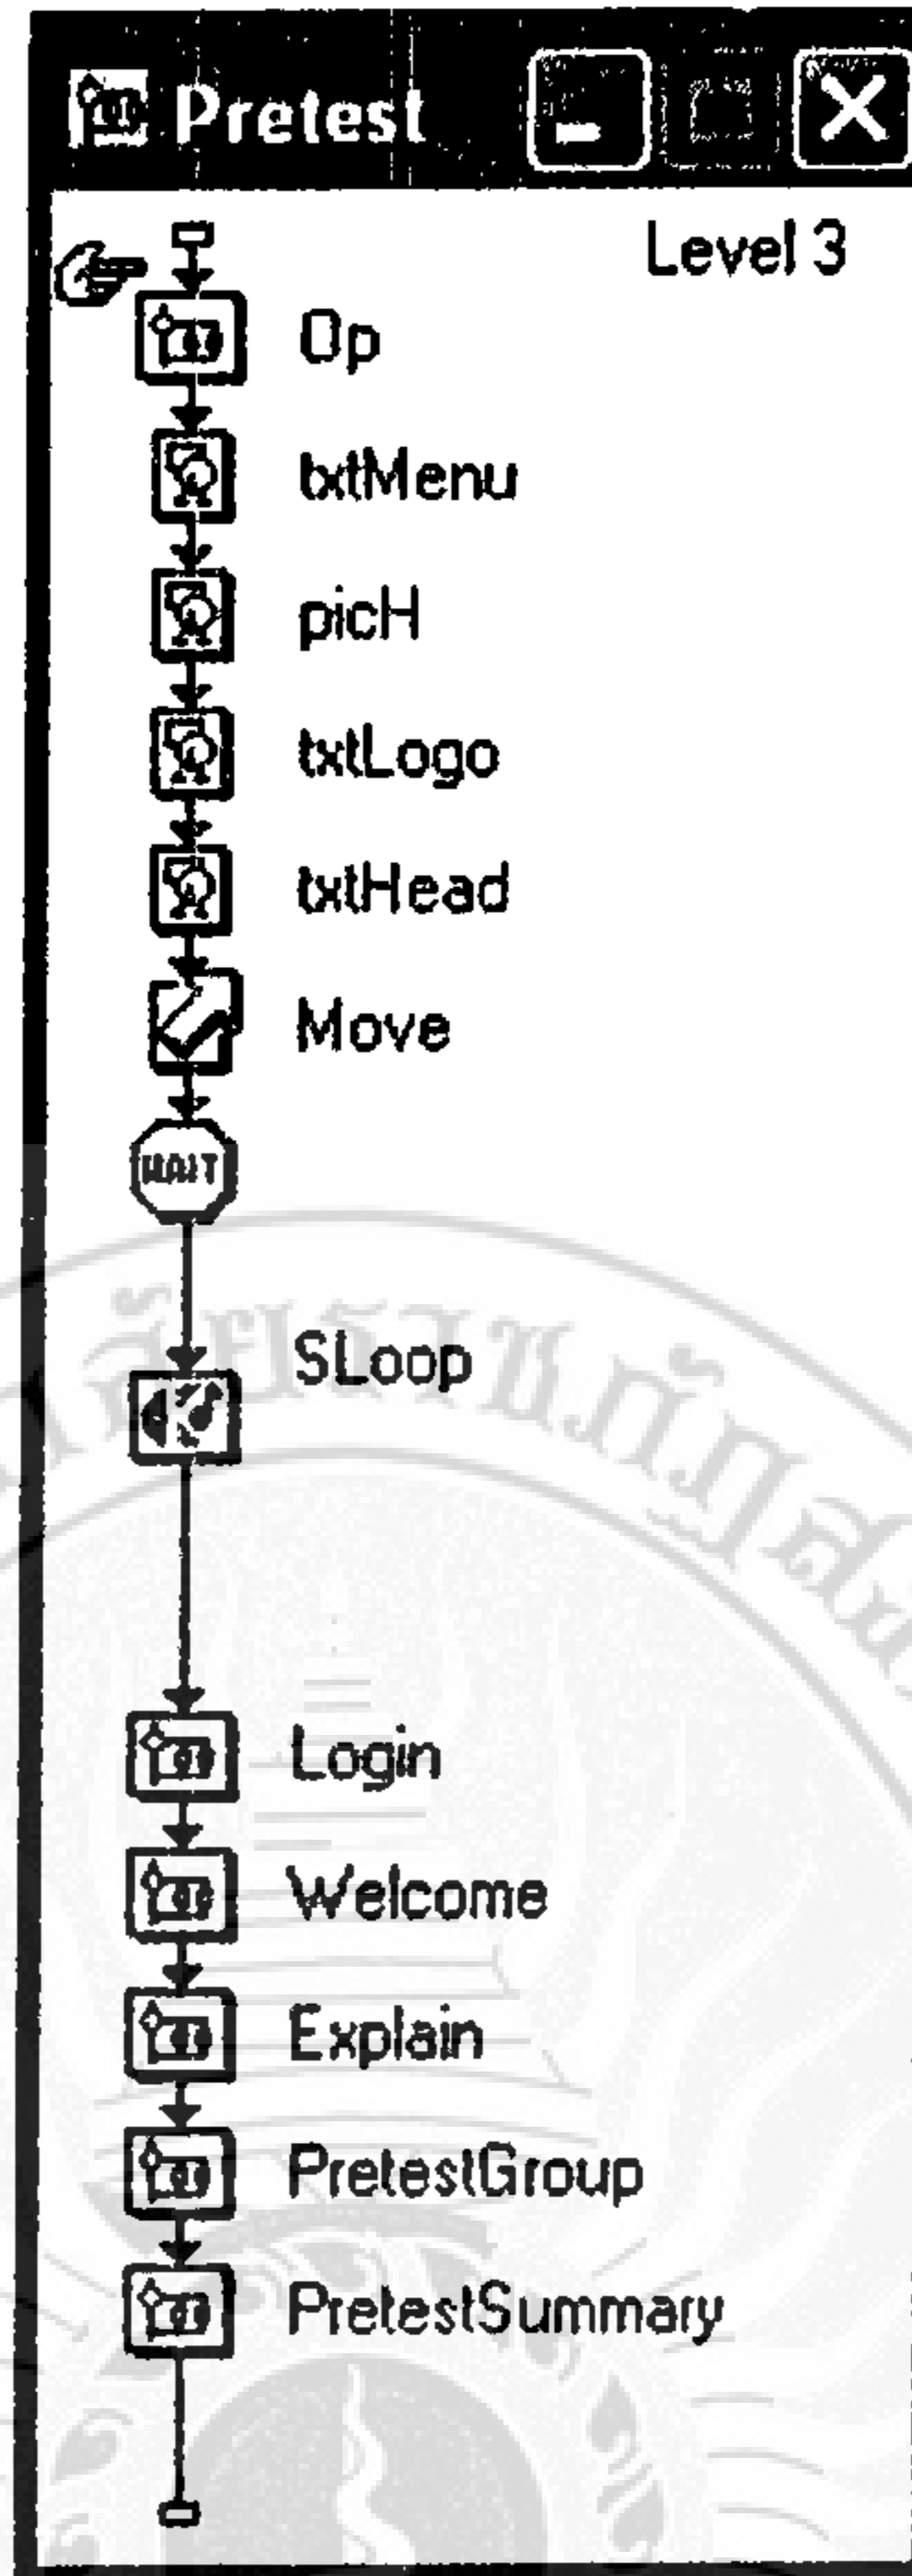 Pretest
Level 3
Op
txtMenu
picH
txtLogo
txtHead
Move
WAIT
SLoop
Login
Welcome
Explain
PretestGroup
PretestSummary